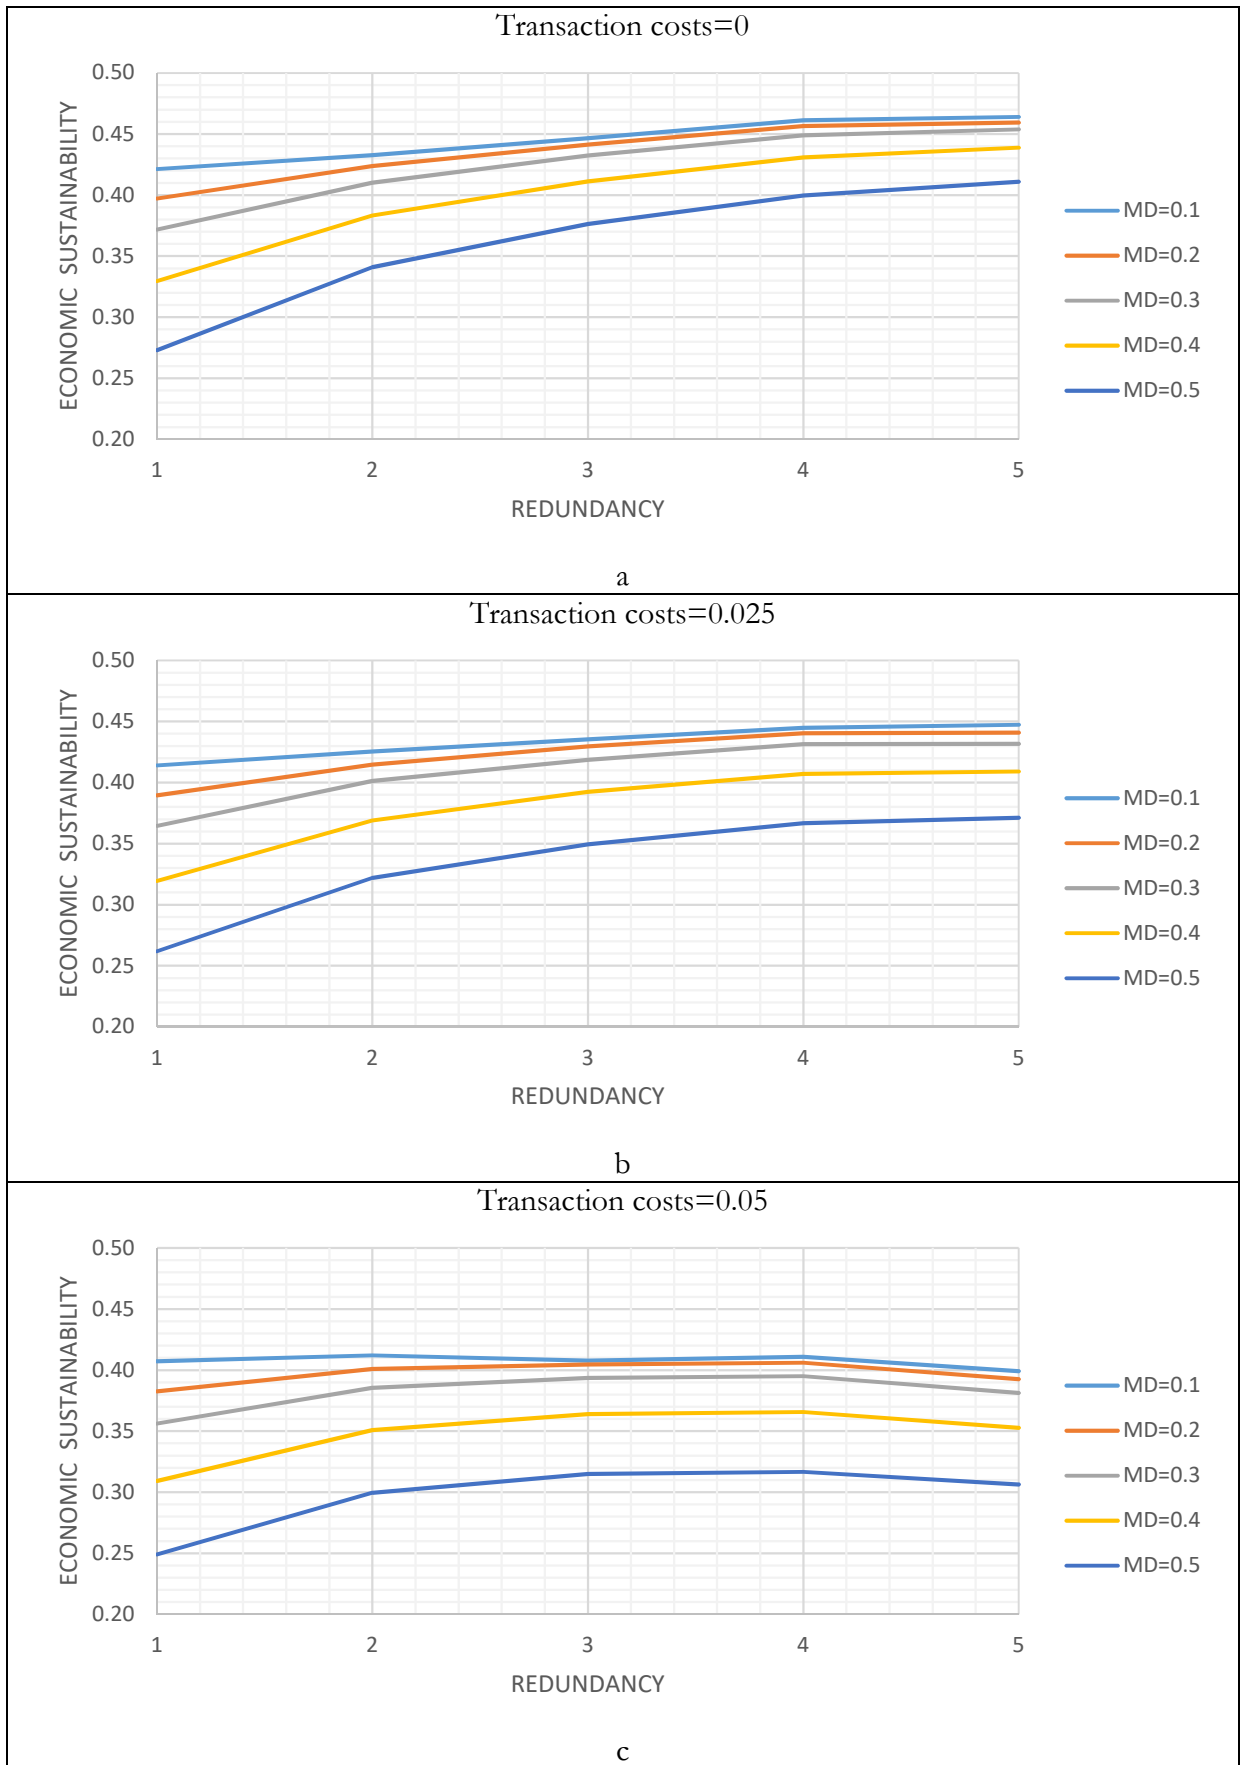 Transaction costs=0
0.50
0.45
0.40
0.35
0.30
0.25
0.20
ECONOMIC SUSTAINABILITY
1 2 3 4 5
REDUNDANCY
MD=0.1
MD=0.2
MD=0.3
MD=0.4
MD=0.5
a
Transaction costs=0.025
0.50
0.45
0.40
0.35
0.30
0.25
0.20
ECONOMIC SUSTAINABILITY
1 2 3 4 5
REDUNDANCY
MD=0.1
MD=0.2
MD=0.3
MD=0.4
MD=0.5
b
Transaction costs=0.05
0.50
0.45
0.40
0.35
0.30
0.25
0.20
ECONOMIC SUSTAINABILITY
1 2 3 4 5
REDUNDANCY
MD=0.1
MD=0.2
MD=0.3
MD=0.4
MD=0.5
c